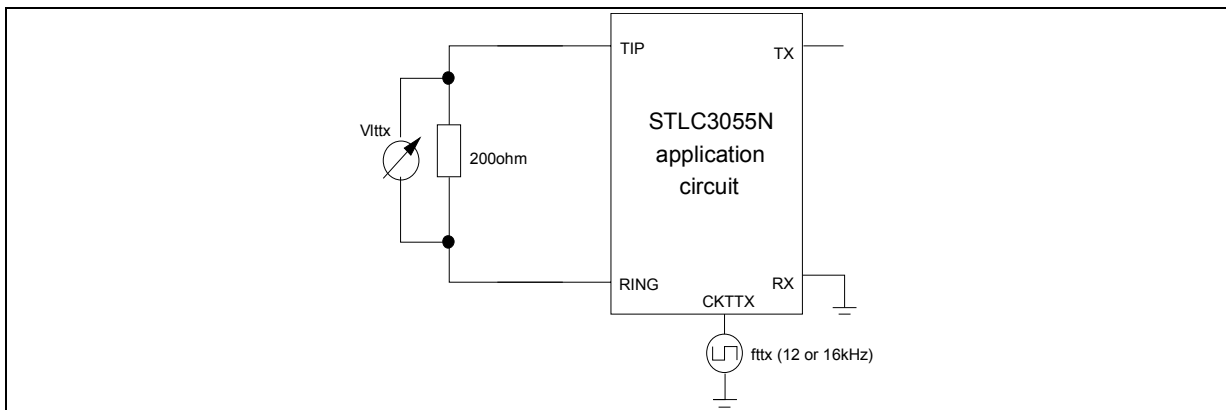 TIP
TX
Vlttx
200ohm
STLC3055N
application
circuit
RING
RX
CKTTX
fttx (12 or 16kHz)